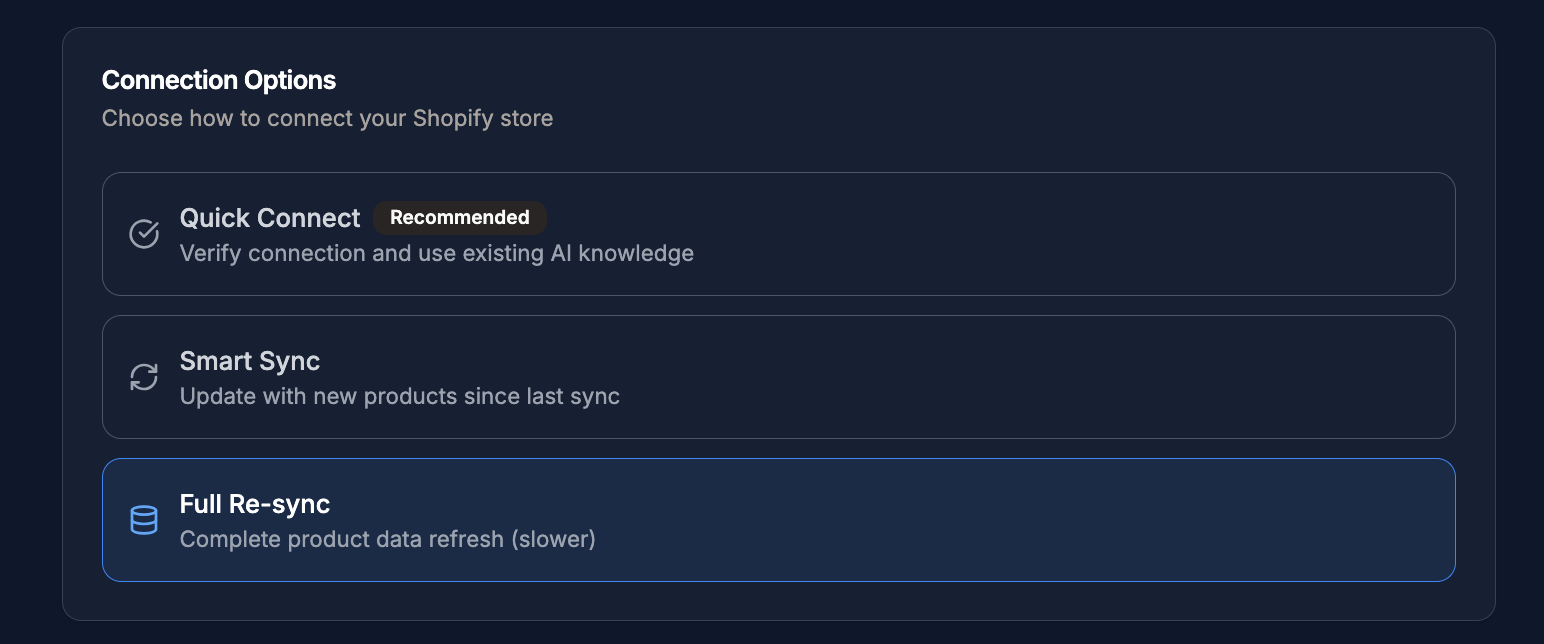 Connection Options
Choose how to connect your Shopify store
Quick Connect Recommended
Verify connection and use existing AI knowledge
Smart Sync
Update with new products since last sync
Full Re-sync
Complete product data refresh (slower)